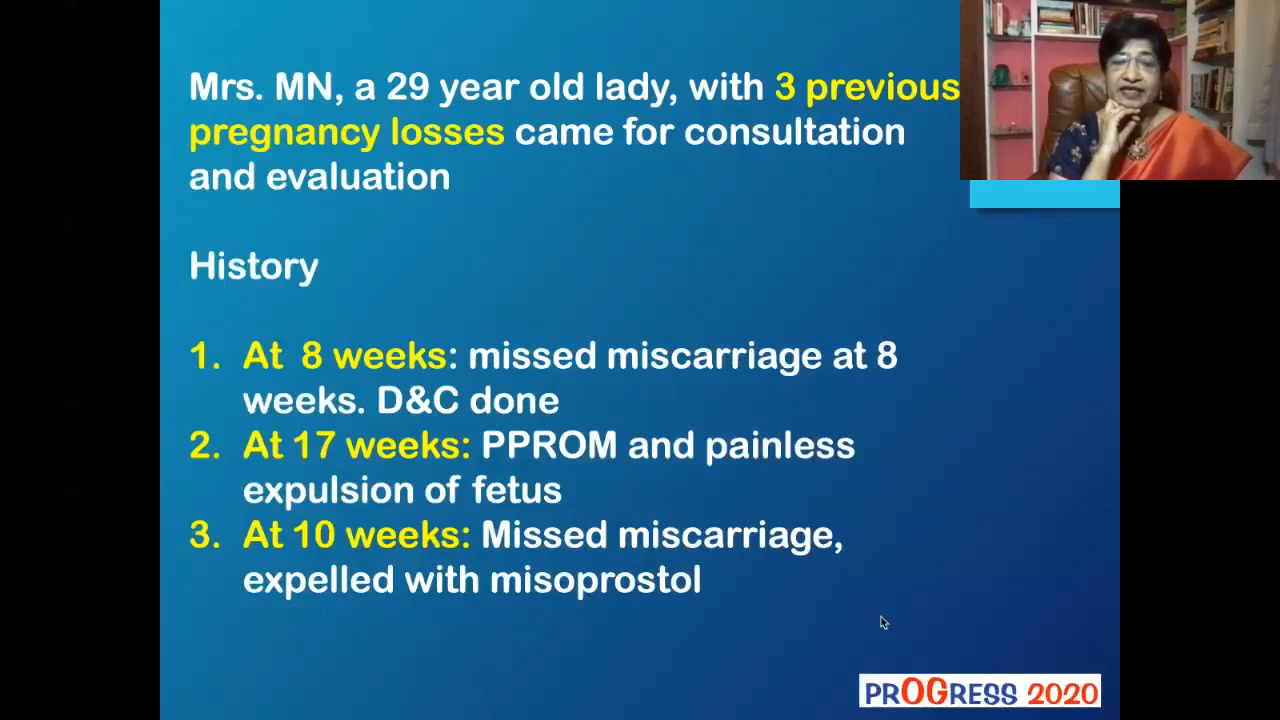 Mrs. MN, a 29 year old lady, with 3 previous
pregnancy losses came for consultation
and evaluation
History
1. At 8 weeks: missed miscarriage at 8
weeks. D&C done
2. At 17 weeks: PPROM and painless
expulsion of fetus
3. At 10 weeks: Missed miscarriage,
expelled with misoprostol
PROGRESS 2020